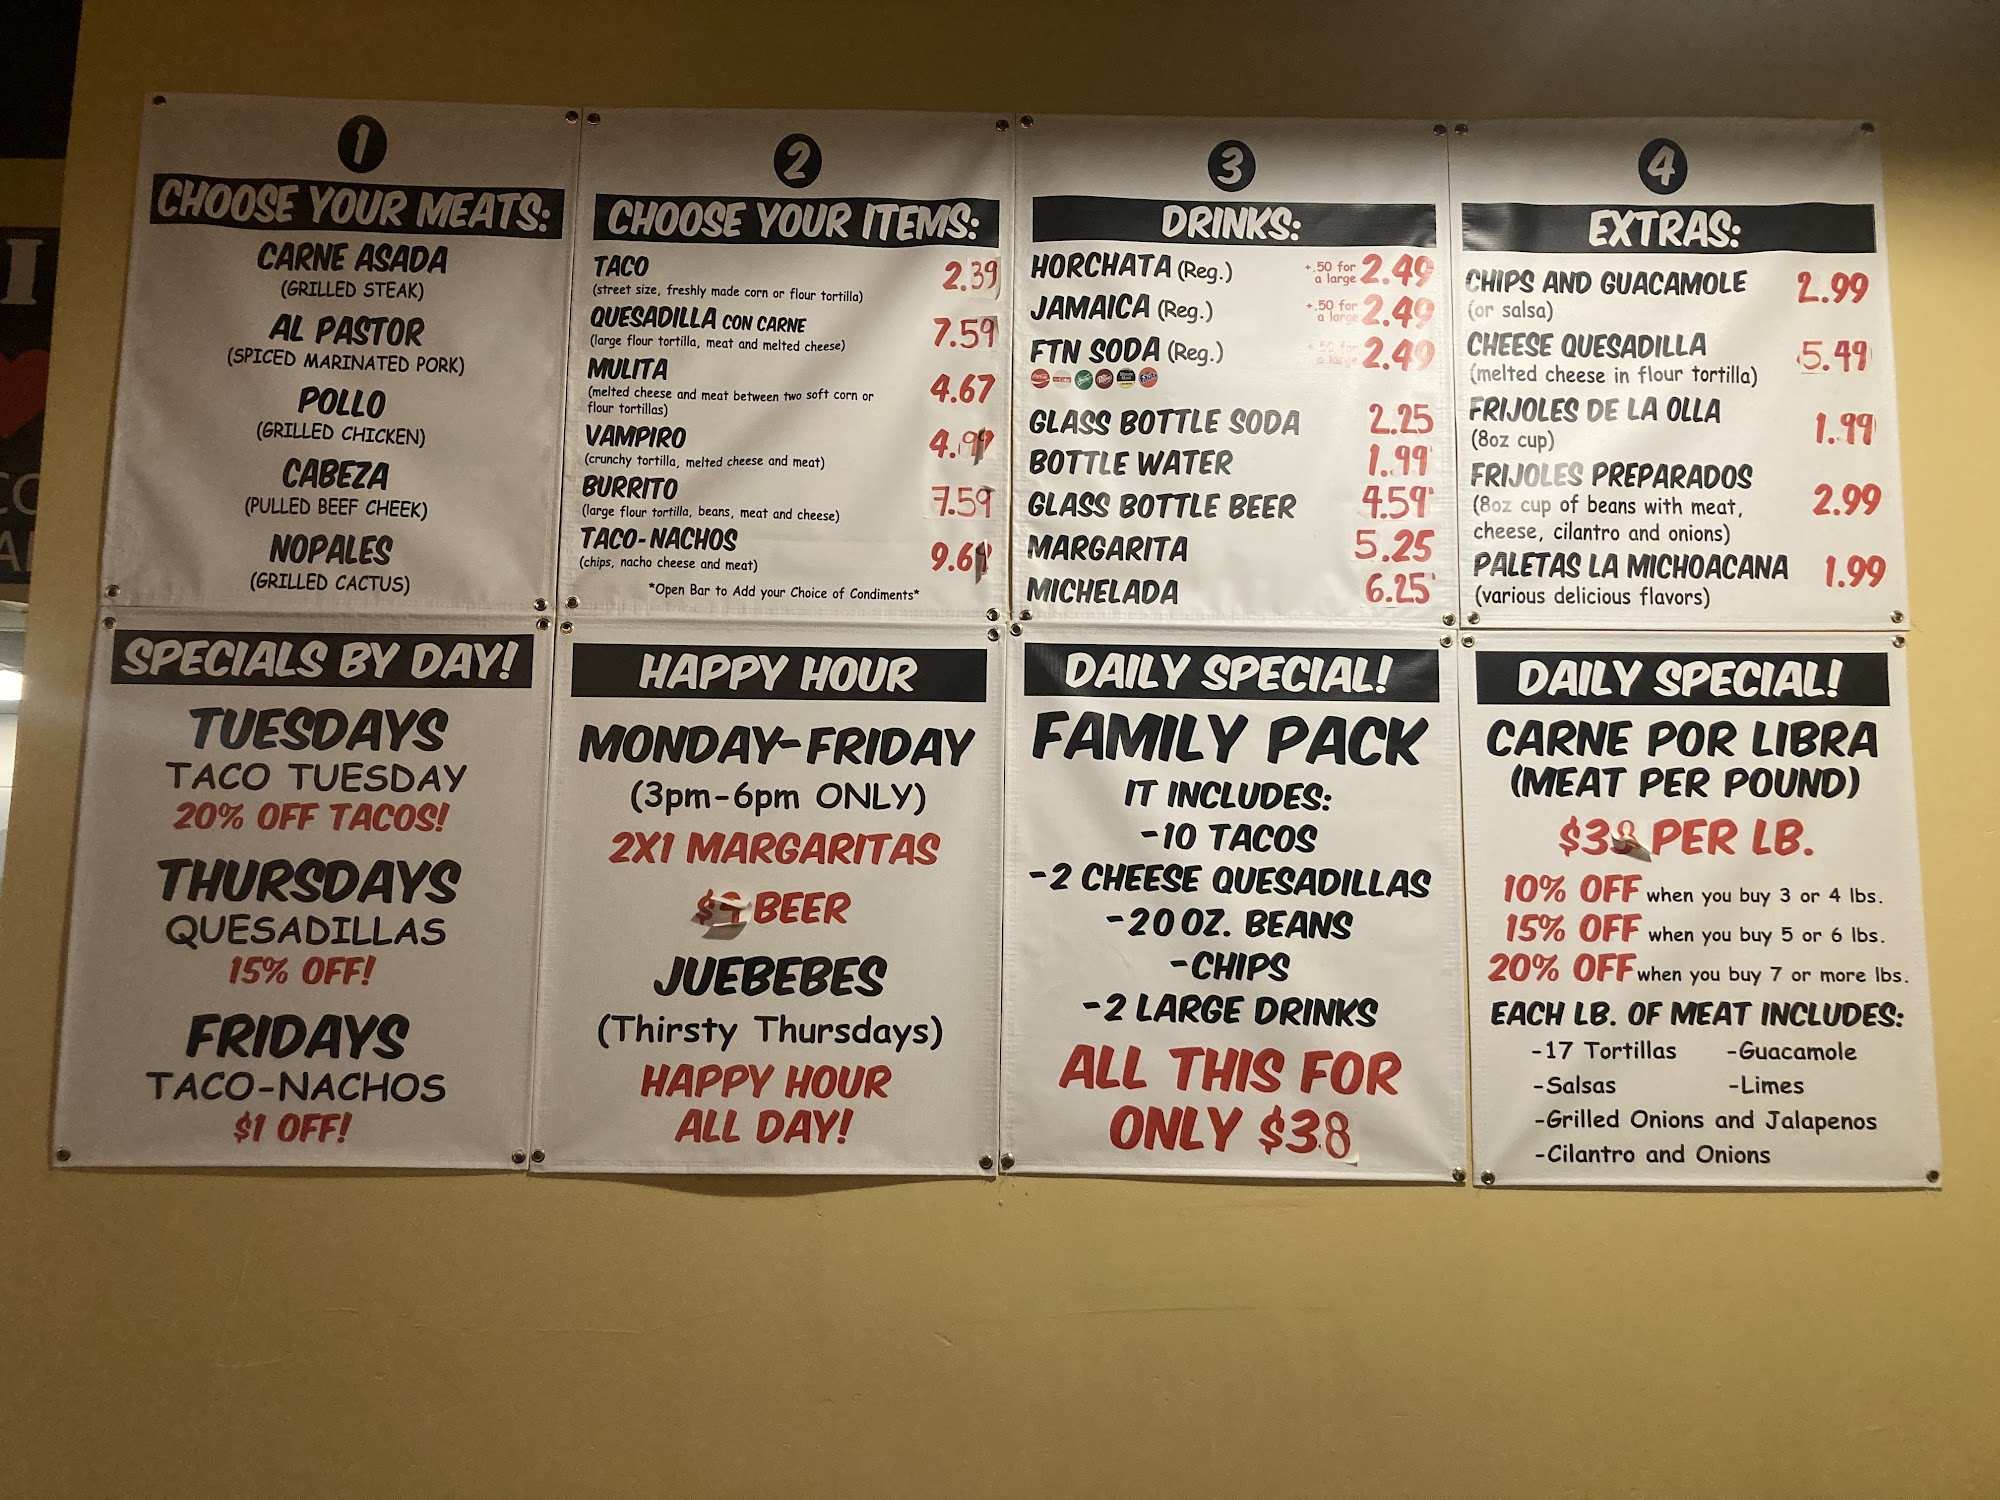 1
CHOOSE YOUR MEATS:
CARNE ASADA
(GRILLED STEAK)
AL PASTOR
(SPICED MARINATED PORK)
POLLO
(GRILLED CHICKEN)
CABEZA
(PULLED BEEF CHEEK)
NOPALES
(GRILLED CACTUS)
2
CHOOSE YOUR ITEMS:
TACO 2.39
(street size, freshly made corn or flour tortilla)
QUESADILLA CON CARNE 7.59
(large flour tortilla, meat and melted cheese)
MULITA 4.67
(melted cheese and meat between two soft corn or
flour tortillas)
VAMPIRO 4.99
(crunchy tortilla, melted cheese and meat)
BURRITO 7.59
(large flour tortilla, beans, meat and cheese)
TACO-NACHOS 9.69
(chips, nacho cheese and meat)
*Open Bar to Add your Choice of Condiments*
3
DRINKS:
HORCHATA (Reg.) +.50 for a large 2.49
JAMAICA (Reg.) +.50 for a large 2.49
FTN SODA (Reg.) +.50 for a large 2.49
GLASS BOTTLE SODA 2.25
BOTTLE WATER 1.99
GLASS BOTTLE BEER 4.59
MARGARITA 5.25
MICHELADA 6.25
4
EXTRAS:
CHIPS AND GUACAMOLE 2.99
(or salsa)
CHEESE QUESADILLA 5.49
(melted cheese in flour tortilla)
FRIJOLES DE LA OLLA 1.99
(8oz cup)
FRIJOLES PREPARADOS 2.99
(8oz cup of beans with meat,
cheese, cilantro and onions)
PALETAS LA MICHOACANA 1.99
(various delicious flavors)
SPECIALS BY DAY!
TUESDAYS
TACO TUESDAY
20% OFF TACOS!
THURSDAYS
QUESADILLAS
15% OFF!
FRIDAYS
TACO-NACHOS
$1 OFF!
HAPPY HOUR
MONDAY-FRIDAY
(3pm-6pm ONLY)
2X1 MARGARITAS
BEER
JUEBEBES
(Thirsty Thursdays)
HAPPY HOUR
ALL DAY!
DAILY SPECIAL!
FAMILY PACK
IT INCLUDES:
-10 TACOS
-2 CHEESE QUESADILLAS
-20 OZ. BEANS
-CHIPS
-2 LARGE DRINKS
ALL THIS FOR
ONLY $38
DAILY SPECIAL!
CARNE POR LIBRA
(MEAT PER POUND)
PER LB.
10% OFF when you buy 3 or 4 lbs.
15% OFF when you buy 5 or 6 lbs.
20% OFF when you buy 7 or more lbs.
EACH LB. OF MEAT INCLUDES:
-17 Tortillas -Guacamole
-Salsas -Limes
-Grilled Onions and Jalapenos
-Cilantro and Onions